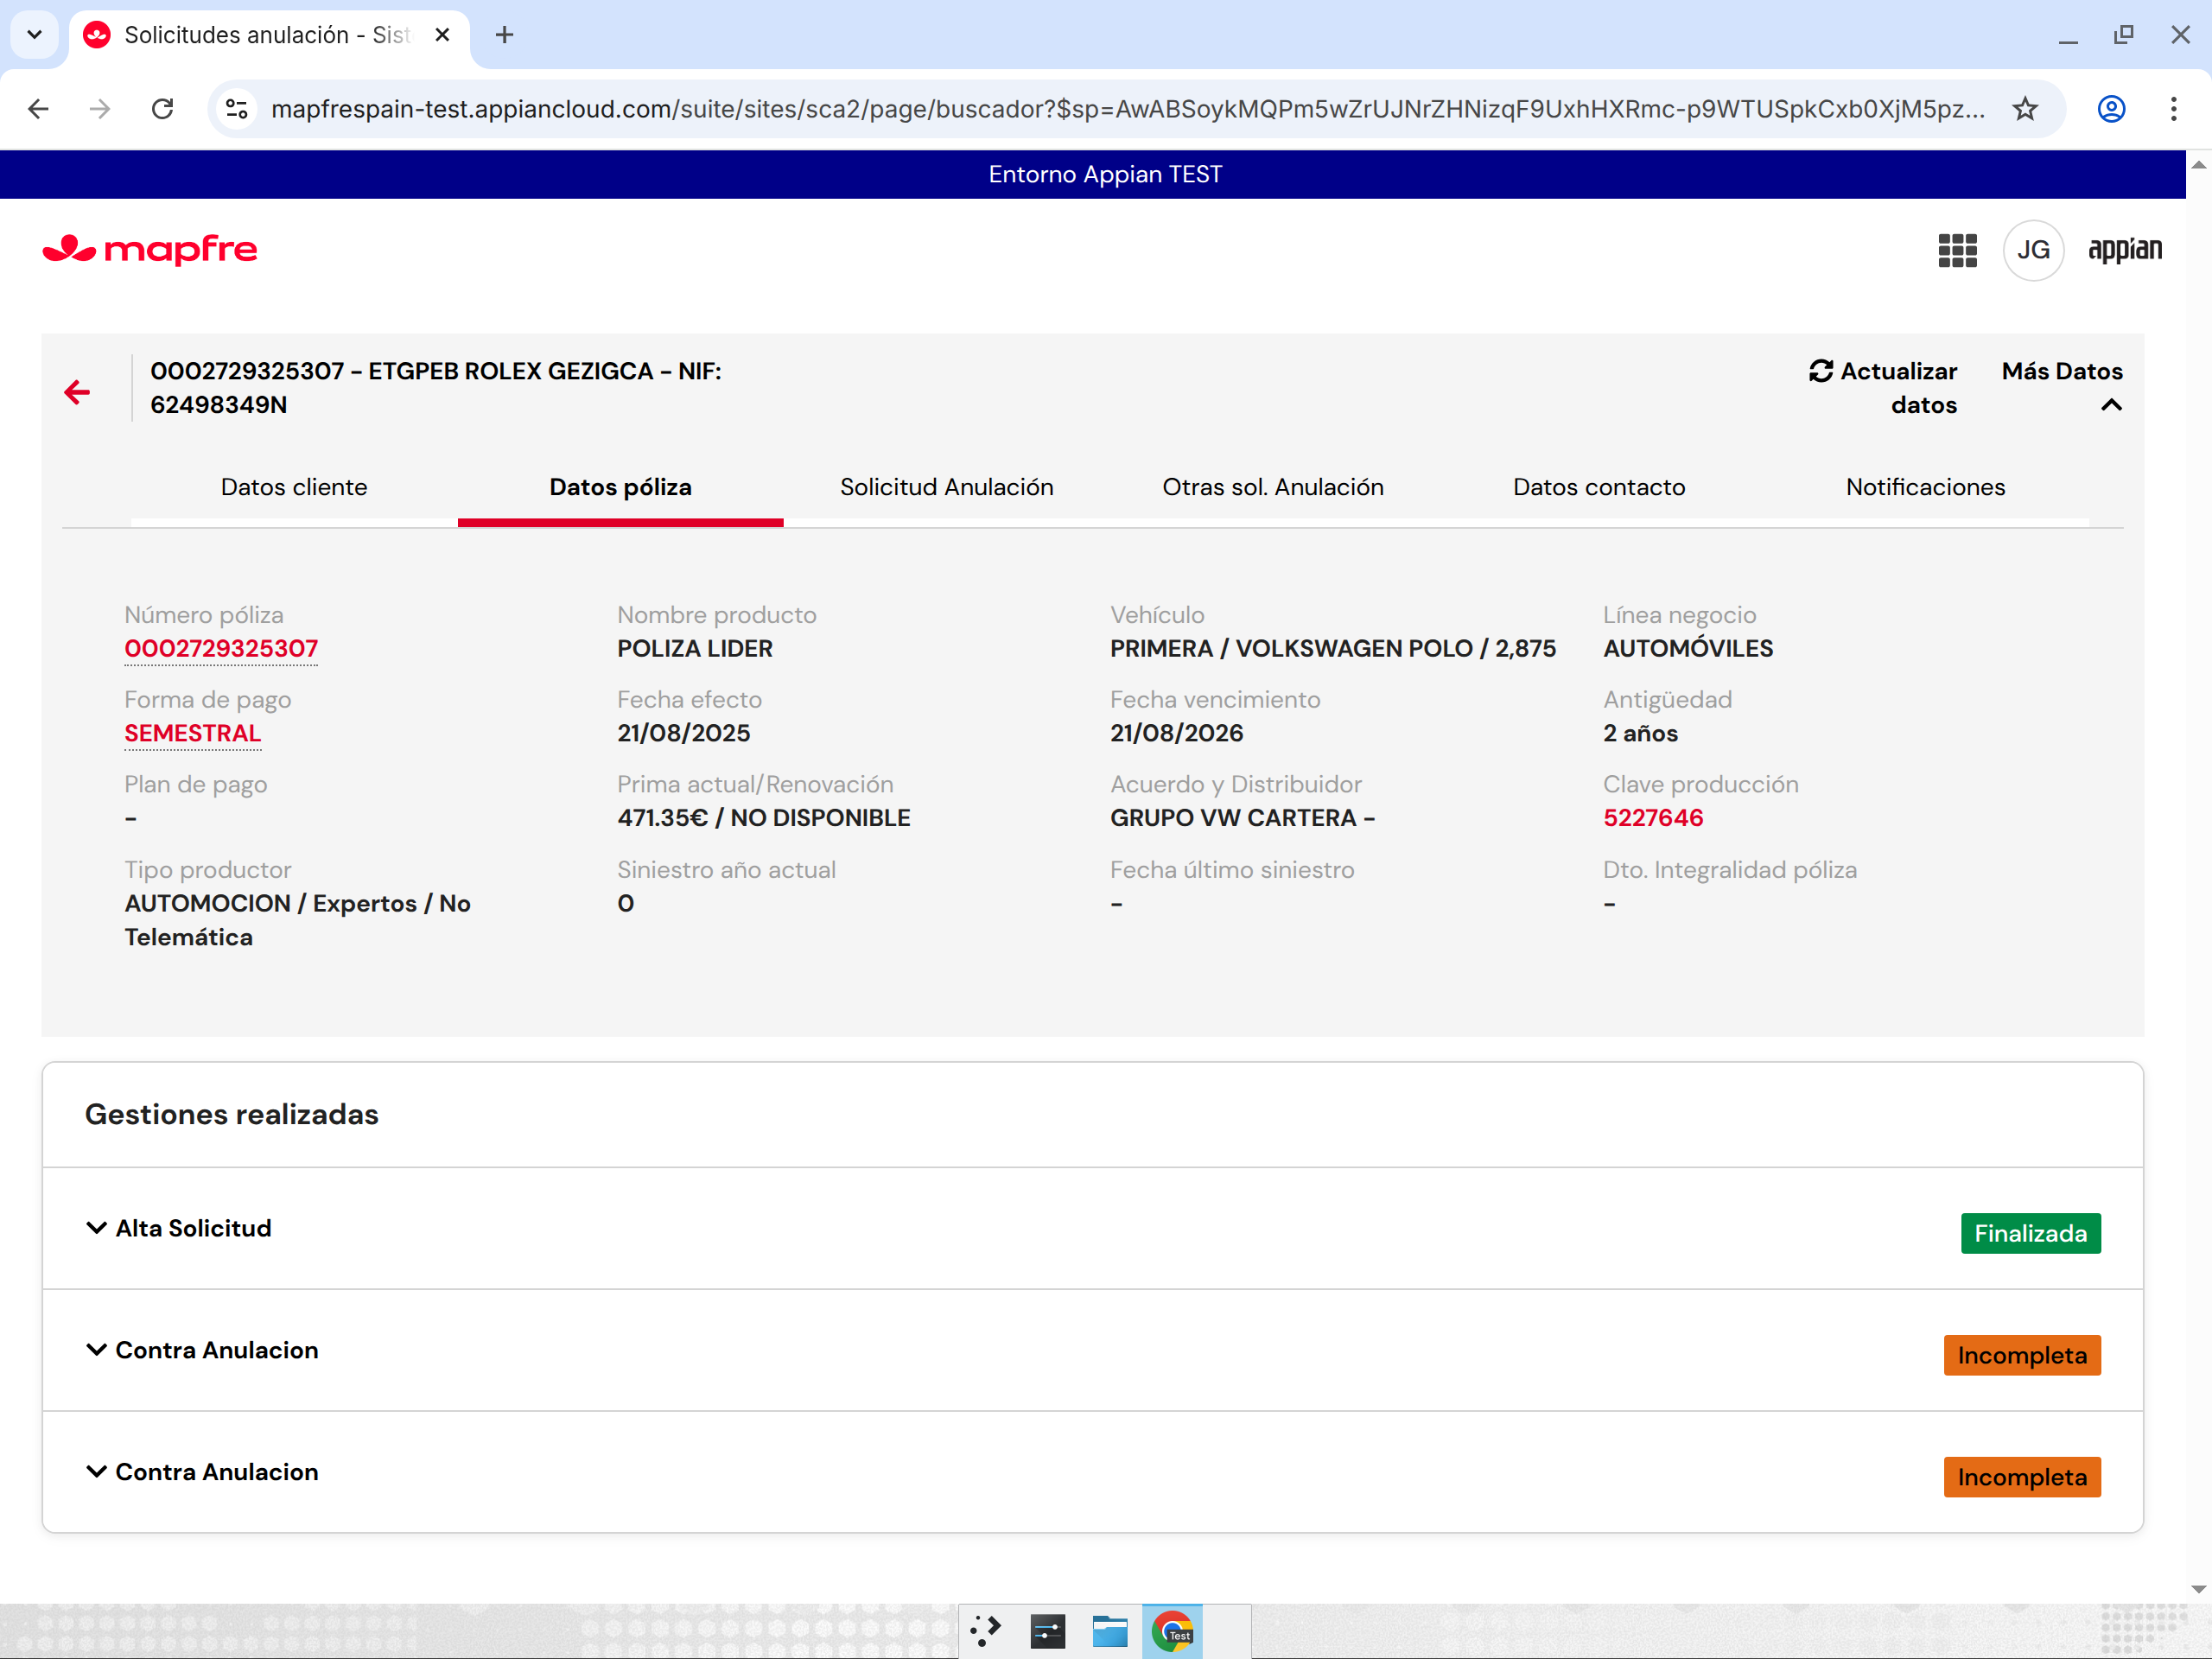 Solicitudes anulación - Sist
mapfrespain-test.appiancloud.com/suite/sites/sca2/page/buscador?$sp=AwABSoykMQPm5wZrUJNrZHNizqF9UxhHXRmc-p9WTUSpkCxb0XjM5pz...
Entorno Appian TEST
mapfre
JG
appian
0002729325307 - ETGPEB ROLEX GEZIGCA - NIF:
62498349N
Actualizar
datos
Más Datos
Datos cliente
Datos póliza
Solicitud Anulación
Otras sol. Anulación
Datos contacto
Notificaciones
Número póliza
0002729325307
Nombre producto
POLIZA LIDER
Vehículo
PRIMERA / VOLKSWAGEN POLO / 2,875
Línea negocio
AUTOMÓVILES
Forma de pago
SEMESTRAL
Fecha efecto
21/08/2025
Fecha vencimiento
21/08/2026
Antigüedad
2 años
Plan de pago
-
Prima actual/Renovación
471.35€ / NO DISPONIBLE
Acuerdo y Distribuidor
GRUPO VW CARTERA -
Clave producción
5227646
Tipo productor
AUTOMOCION / Expertos / No
Telemática
Siniestro año actual
0
Fecha último siniestro
-
Dto. Integralidad póliza
-
Gestiones realizadas
Alta Solicitud
Finalizada
Contra Anulacion
Incompleta
Contra Anulacion
Incompleta
Test